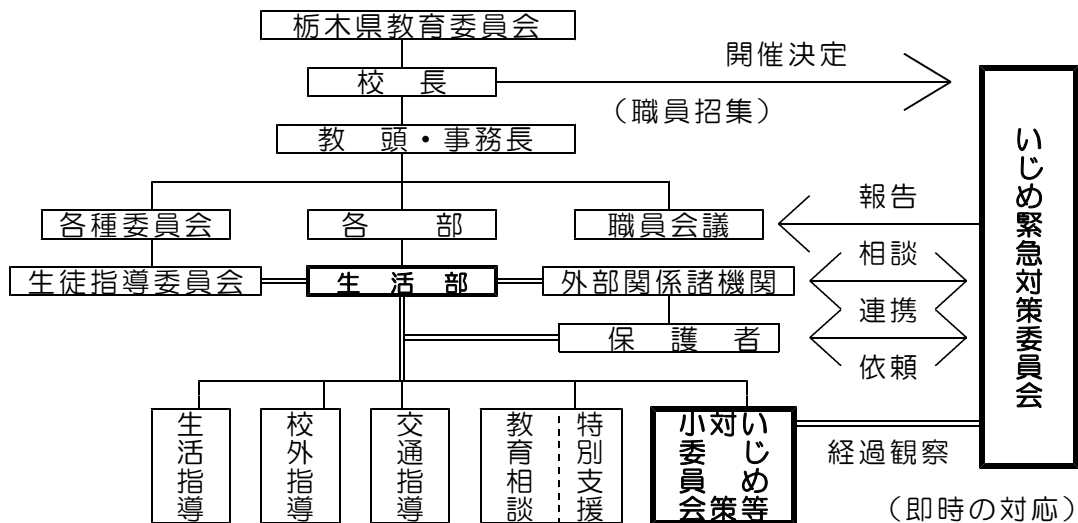 栃木県教育委員会
校長
開催決定
(職員招集)
教　頭・事務長
各種委員会
各　部
職員会議
報告
生徒指導委員会
生 活 部
外部関係諸機関
相談
連携
保 護 者
依頼
いじめ緊急対策委員会
生活指導
校外指導
交通指導
教育相談
特別支援
いじめ等
対策
小委員会
経過観察
(即時の対応)